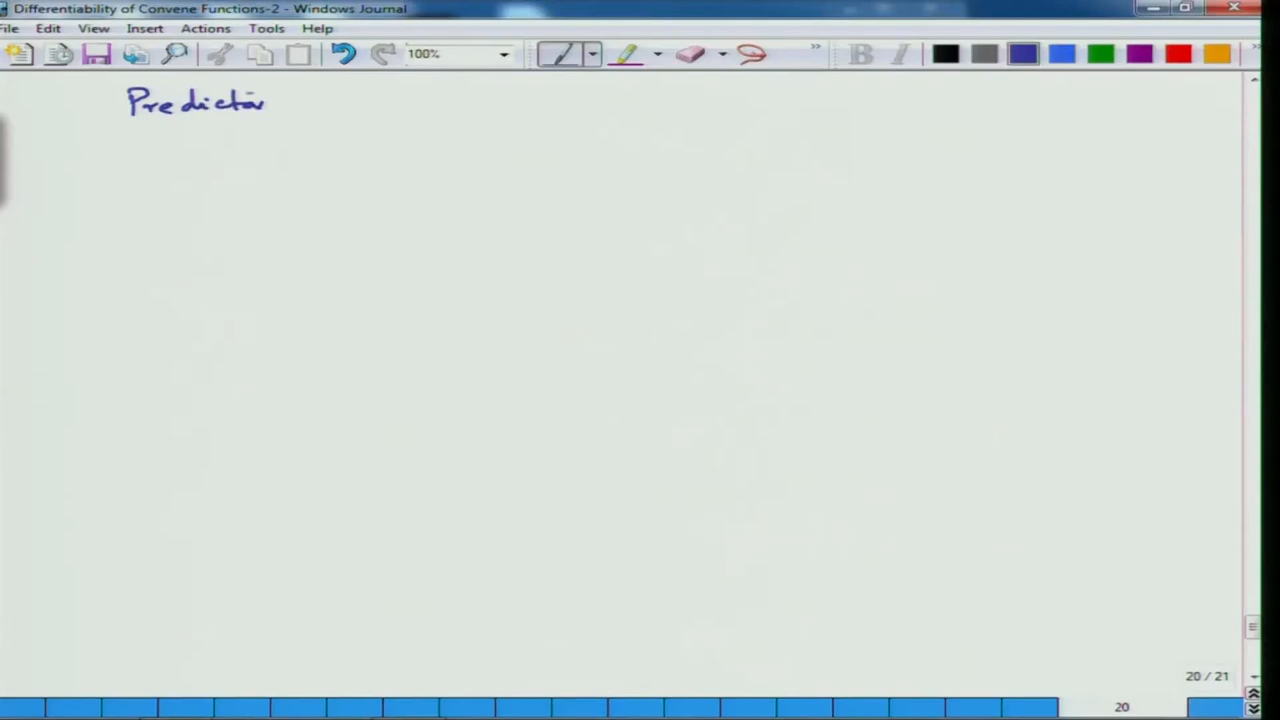 Differentiability of Convene Functions-2 - Windows Journal
File Edit View Insert Actions Tools Help
100%
B I
Predictor
20 / 21
20